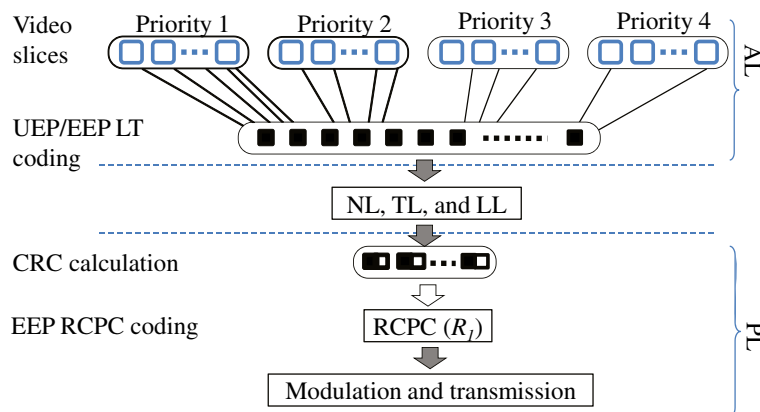 Video slices
Priority 1
Priority 2
Priority 3
Priority 4
AL
UEP/EEP LT coding
NL, TL, and LL
CRC calculation
EEP RCPC coding
RCPC (R1)
PL
Modulation and transmission